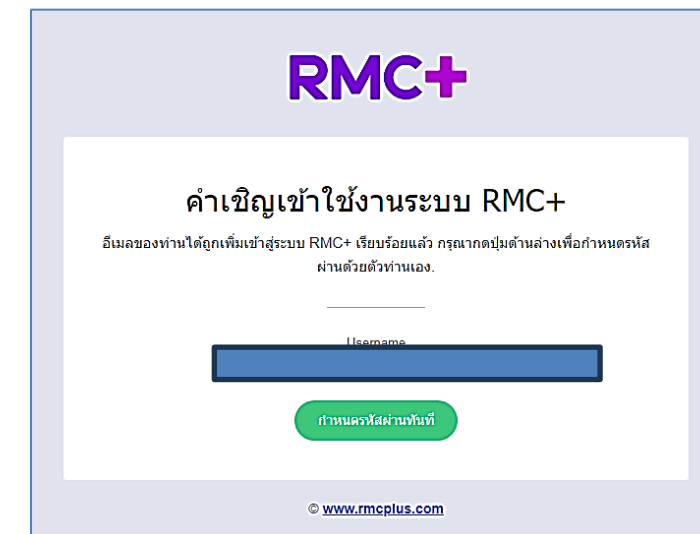 RMC+
คำเชิญเข้าใช้งานระบบ RMC+
อีเมลของท่านได้ถูกเพิ่มเข้าสู่ระบบ RMC+ เรียบร้อยแล้ว กรุณากดปุ่มด้านล่างเพื่อกำหนดรหัส
ผ่านด้วยตัวท่านเอง.
Username
กำหนดรหัสผ่านทันที
© www.rmcplus.com